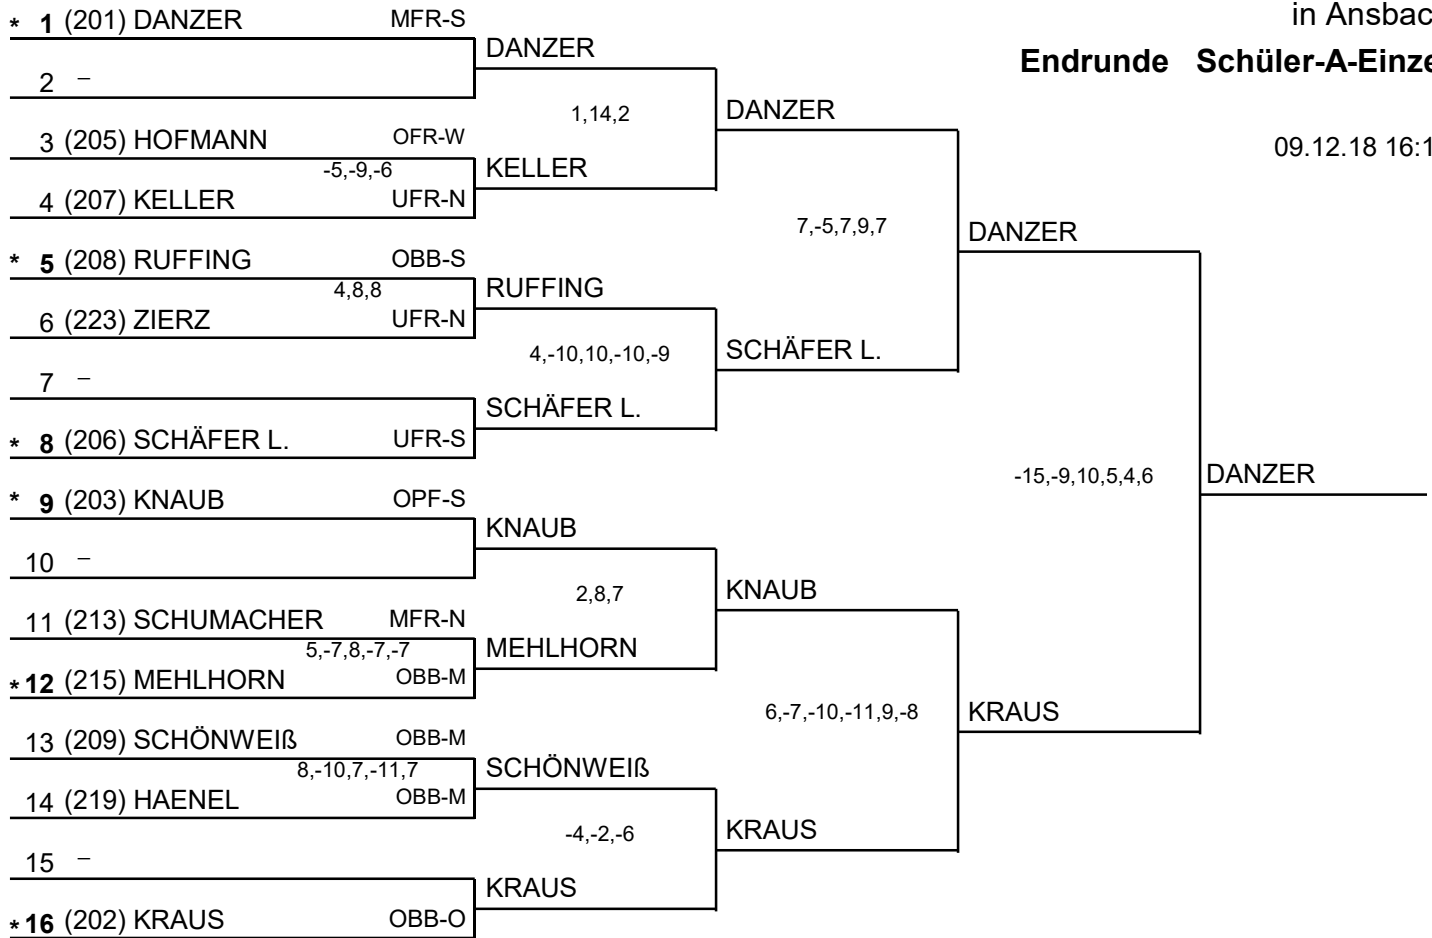 in Ansbac
Endrunde Schüler-A-Einze
09.12.18 16:1
* 1 (201) DANZER MFR-S
2 –
3 (205) HOFMANN OFR-W
-5,-9,-6
4 (207) KELLER UFR-N
* 5 (208) RUFFING OBB-S
4,8,8
6 (223) ZIERZ UFR-N
7 –
* 8 (206) SCHÄFER L. UFR-S
* 9 (203) KNAUB OPF-S
10 –
11 (213) SCHUMACHER MFR-N
5,-7,8,-7,-7
* 12 (215) MEHLHORN OBB-M
13 (209) SCHÖNWEIß OBB-M
8,-10,7,-11,7
14 (219) HAENEL OBB-M
15 –
* 16 (202) KRAUS OBB-O
DANZER
1,14,2
KELLER
RUFFING
4,-10,10,-10,-9
SCHÄFER L.
KNAUB
2,8,7
MEHLHORN
SCHÖNWEIß
-4,-2,-6
KRAUS
DANZER
7,-5,7,9,7
SCHÄFER L.
KNAUB
6,-7,-10,-11,9,-8
KRAUS
DANZER
-15,-9,10,5,4,6
KRAUS
DANZER